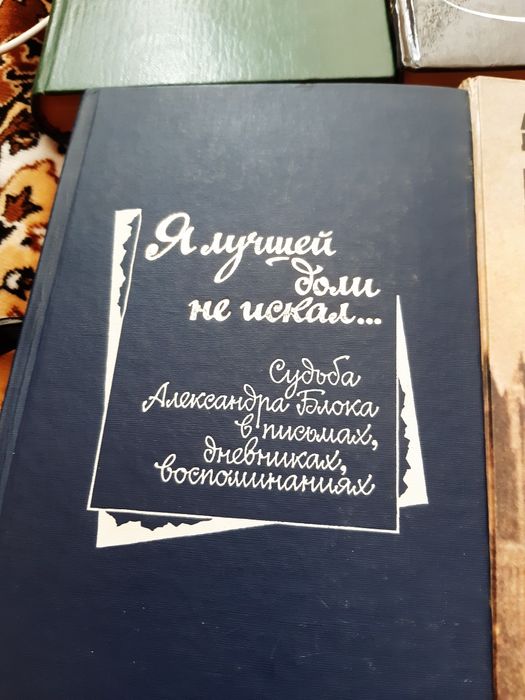 Я лучшей
доли
не искал...
Судьба
Александра Блока
в письмах,
дневниках,
воспоминаниях